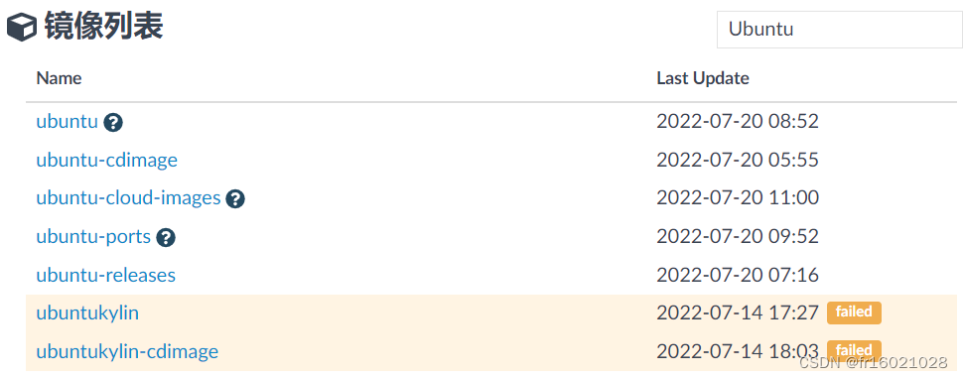 镜像列表
Ubuntu
Name Last Update
ubuntu ? 2022-07-20 08:52
ubuntu-cdimage 2022-07-20 05:55
ubuntu-cloud-images ? 2022-07-20 11:00
ubuntu-ports ? 2022-07-20 09:52
ubuntu-releases 2022-07-20 07:16
ubuntukylin 2022-07-14 17:27 failed
ubuntukylin-cdimage 2022-07-14 18:03 failed
CSDN @fr16021028